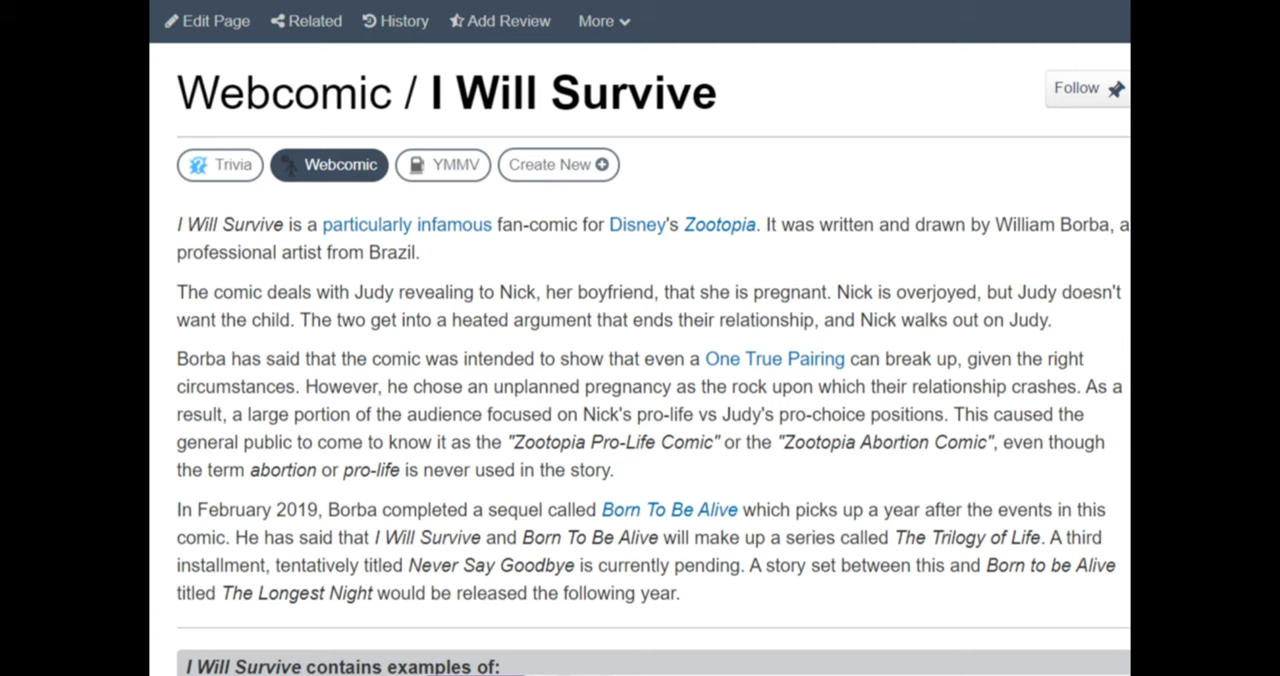 Edit Page Related History Add Review More
Webcomic / I Will Survive
Follow
Trivia Webcomic YMMV Create New
I Will Survive is a particularly infamous fan-comic for Disney's Zootopia. It was written and drawn by William Borba, a
professional artist from Brazil.
The comic deals with Judy revealing to Nick, her boyfriend, that she is pregnant. Nick is overjoyed, but Judy doesn't
want the child. The two get into a heated argument that ends their relationship, and Nick walks out on Judy.
Borba has said that the comic was intended to show that even a One True Pairing can break up, given the right
circumstances. However, he chose an unplanned pregnancy as the rock upon which their relationship crashes. As a
result, a large portion of the audience focused on Nick's pro-life vs Judy's pro-choice positions. This caused the
general public to come to know it as the "Zootopia Pro-Life Comic" or the "Zootopia Abortion Comic", even though
the term abortion or pro-life is never used in the story.
In February 2019, Borba completed a sequel called Born To Be Alive which picks up a year after the events in this
comic. He has said that I Will Survive and Born To Be Alive will make up a series called The Trilogy of Life. A third
installment, tentatively titled Never Say Goodbye is currently pending. A story set between this and Born to be Alive
titled The Longest Night would be released the following year.
I Will Survive contains examples of: